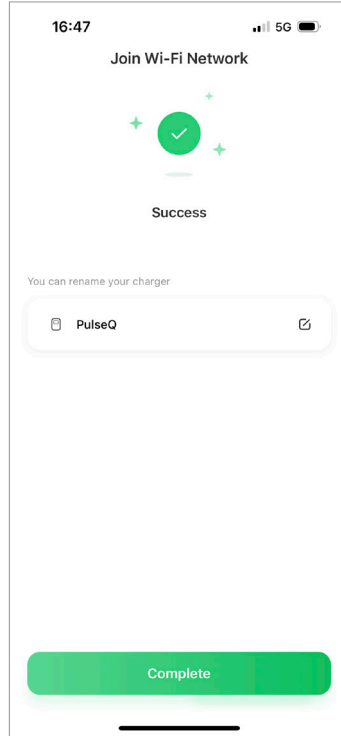 16:47 5G
Join Wi-Fi Network
Success
You can rename your charger
PulseQ
Complete